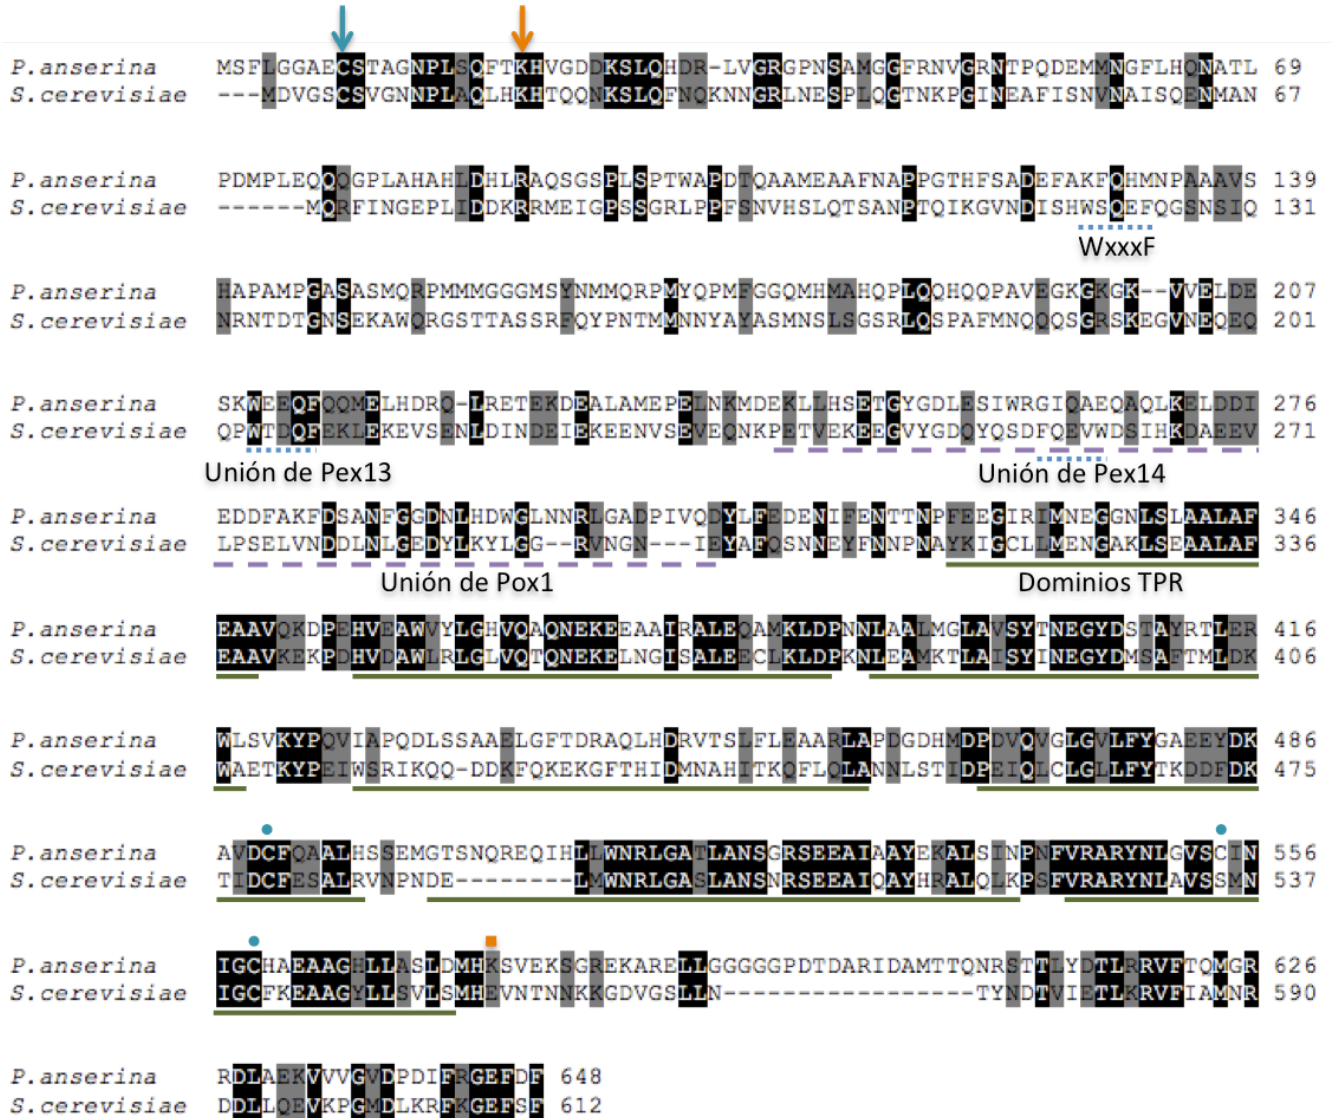 P.anserina MSFLGGAECSTAGNPLSQFTKHVGDDKSLQHDR-LVGRGPNSAMGGFRNVGRNTPQDEMMNGFLHQNATL 69
S.cerevisiae ---MDVGSCSVGNNPLAQLHKHTQQNKSLQFNQKNNGRLNESPLQGTNKPGINEAFISNVNAISQENMAN 67
P.anserina PDMPLEQQQGPLAHAHLDHLRAQSGSPLSPTWAPDTQAAMEAAFNAPPGTHFSADEFAKFQHMNPAAAVS 139
S.cerevisiae ------MQRFINGEPLIDDKRRMEIGPSSGRLPPFSNVHSLQTSANPTQIKGVNDISHWSQEFQGSNSIQ 131
WxxxF
P.anserina HAPAMPGASASMQRPMMMGGGMSYNMMQRPMYQPMFGGQMHMAHQPLQQHQQPAVEGKGKGK--VVELDE 207
S.cerevisiae NRNTDTGNSEKAWQRGSTTASSRFQYPNTMMNNYAYASMNSLSGSRLQSPAFMNQQQSGRSKEGVNEQEQ 201
P.anserina SKWEEQFQQMELHDRQ-LRETEKDEALAMEPELNKMDEKLLHSETGYGDLESIWRGIQAEQAQLKELDDI 276
S.cerevisiae QPWTDQFEKLEKEVSENLDINDEIEKEENVSEVEQNKPETVEKEEGVYGDQYQSDFQEVWDSIHKDAEEV 271
Unión de Pex13 Unión de Pex14
P.anserina EDDFAKFDSANFGGDNLHDWGLNNRLGADPIVQDYLFEDENIFENTTNPFEEGIRIMNEGGNLSLAALAF 346
S.cerevisiae LPSELVNDDLNLGEDYLKYLGG--RVNGN---IEYAFQSNNEYFNNPNAYKIGCLLMENGAKLSEAALAF 336
Unión de Pox1 Dominios TPR
P.anserina EAAVQKDPEHVEAWVYLGHVQAQNEKEEAAIRALEQAMKLDPNNLAALMGLAVSYTNEGYDSTAYRTLER 416
S.cerevisiae EAAVKEKPDHVDAWLRLGLVQTQNEKELNGISALEECLKLDPKNLEAMKTLAISYINEGYDMSAFTMLDK 406
P.anserina WLSVKYPQVIAPQDLSSAAELGFTDRAQLHDRVTSLFLEAARLAPDGDHMDPDVQVGLGVLFYGAEEYDK 486
S.cerevisiae WAETKYPEIWSRIKQQ-DDKFQKEKGFTHIDMNAHITKQFLQLANNLSTIDPEIQLCLGLLFYTKDDFDK 475
P.anserina AVDCFQAALHSSEMGTSNQREQIHLLWNRLGATLANSGRSEEAIAAYEKALSINPNFVRARYNLGVSCIN 556
S.cerevisiae TIDCFESALRVNPNDE--------LMWNRLGASLANSNRSEEAIQAYHRALQLKPSFVRARYNLAVSSMN 537
P.anserina IGCHAEAAGHLLASLDMHKSVEKSGREKARELLGGGGGGPDTDARIDAMTTQNRSTTLYDTLRRVFTQMGR 626
S.cerevisiae IGCFKEAAGYLLSVLSMHEVNTNNKKGDVGSLLN-----------------TYNDTVIETLKRVFIAMNR 590
P.anserina RDLAEKVVVGVDPDIFRGEFDF 648
S.cerevisiae DDLLQEVKPGMDLKRFKGEFSF 612